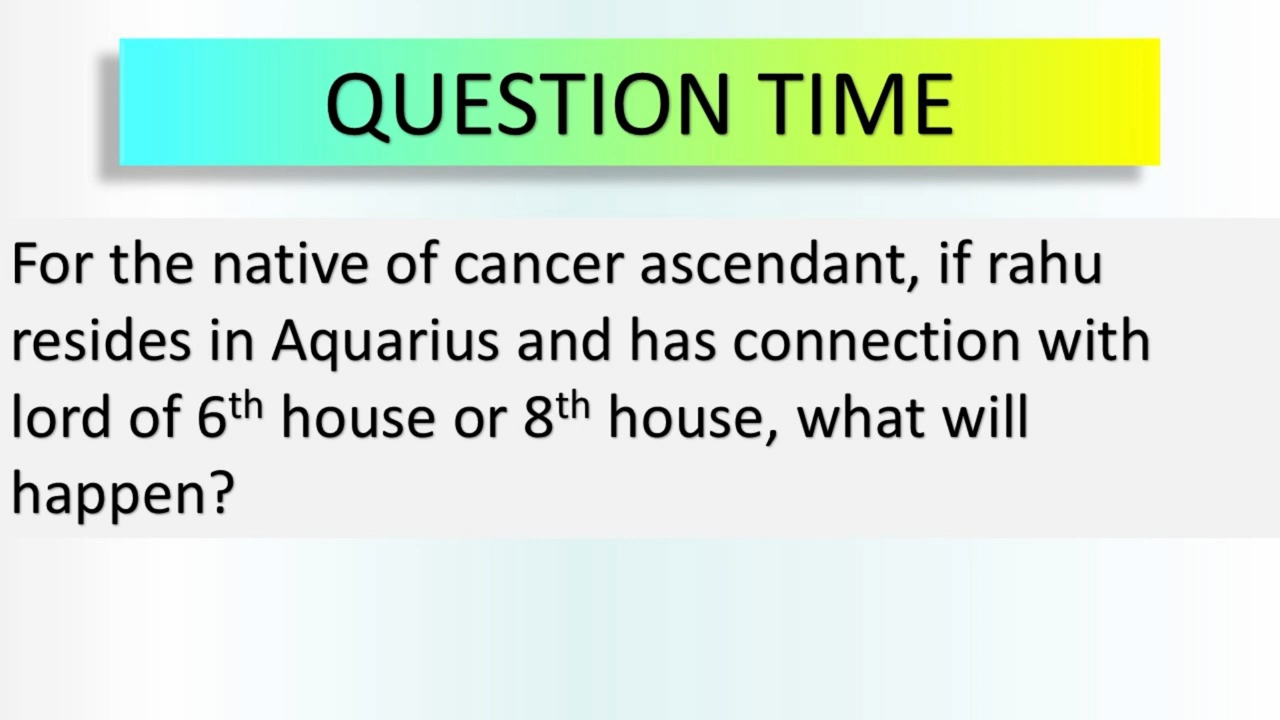 QUESTION TIME
For the native of cancer ascendant, if rahu
resides in Aquarius and has connection with
lord of 6th house or 8th house, what will
happen?